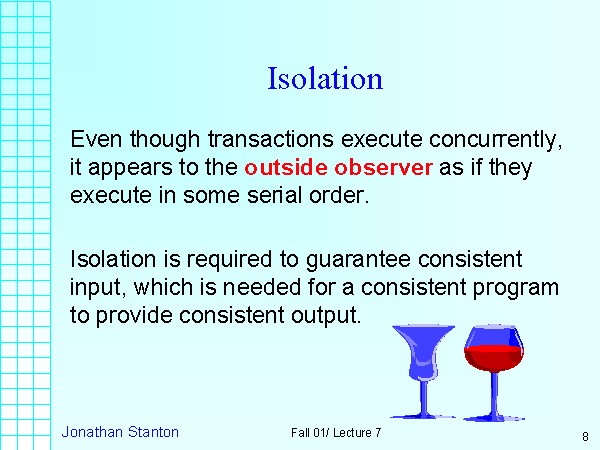 Isolation
Even though transactions execute concurrently,
it appears to the outside observer as if they
execute in some serial order.
Isolation is required to guarantee consistent
input, which is needed for a consistent program
to provide consistent output.
Jonathan Stanton
Fall 01/ Lecture 7
8